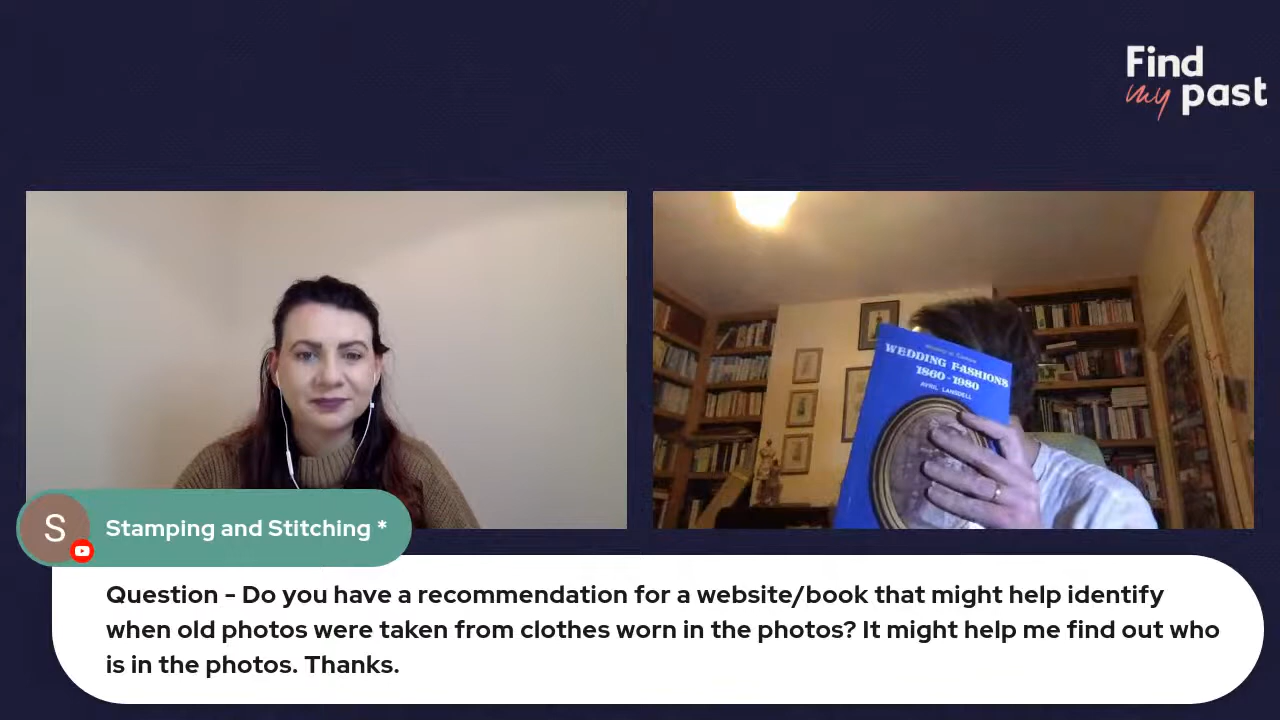 Find
my past
WEDDING FASHIONS
1860-1980
AVRIL LANSDELL
S
Stamping and Stitching *
Question - Do you have a recommendation for a website/book that might help identify
when old photos were taken from clothes worn in the photos? It might help me find out who
is in the photos. Thanks.